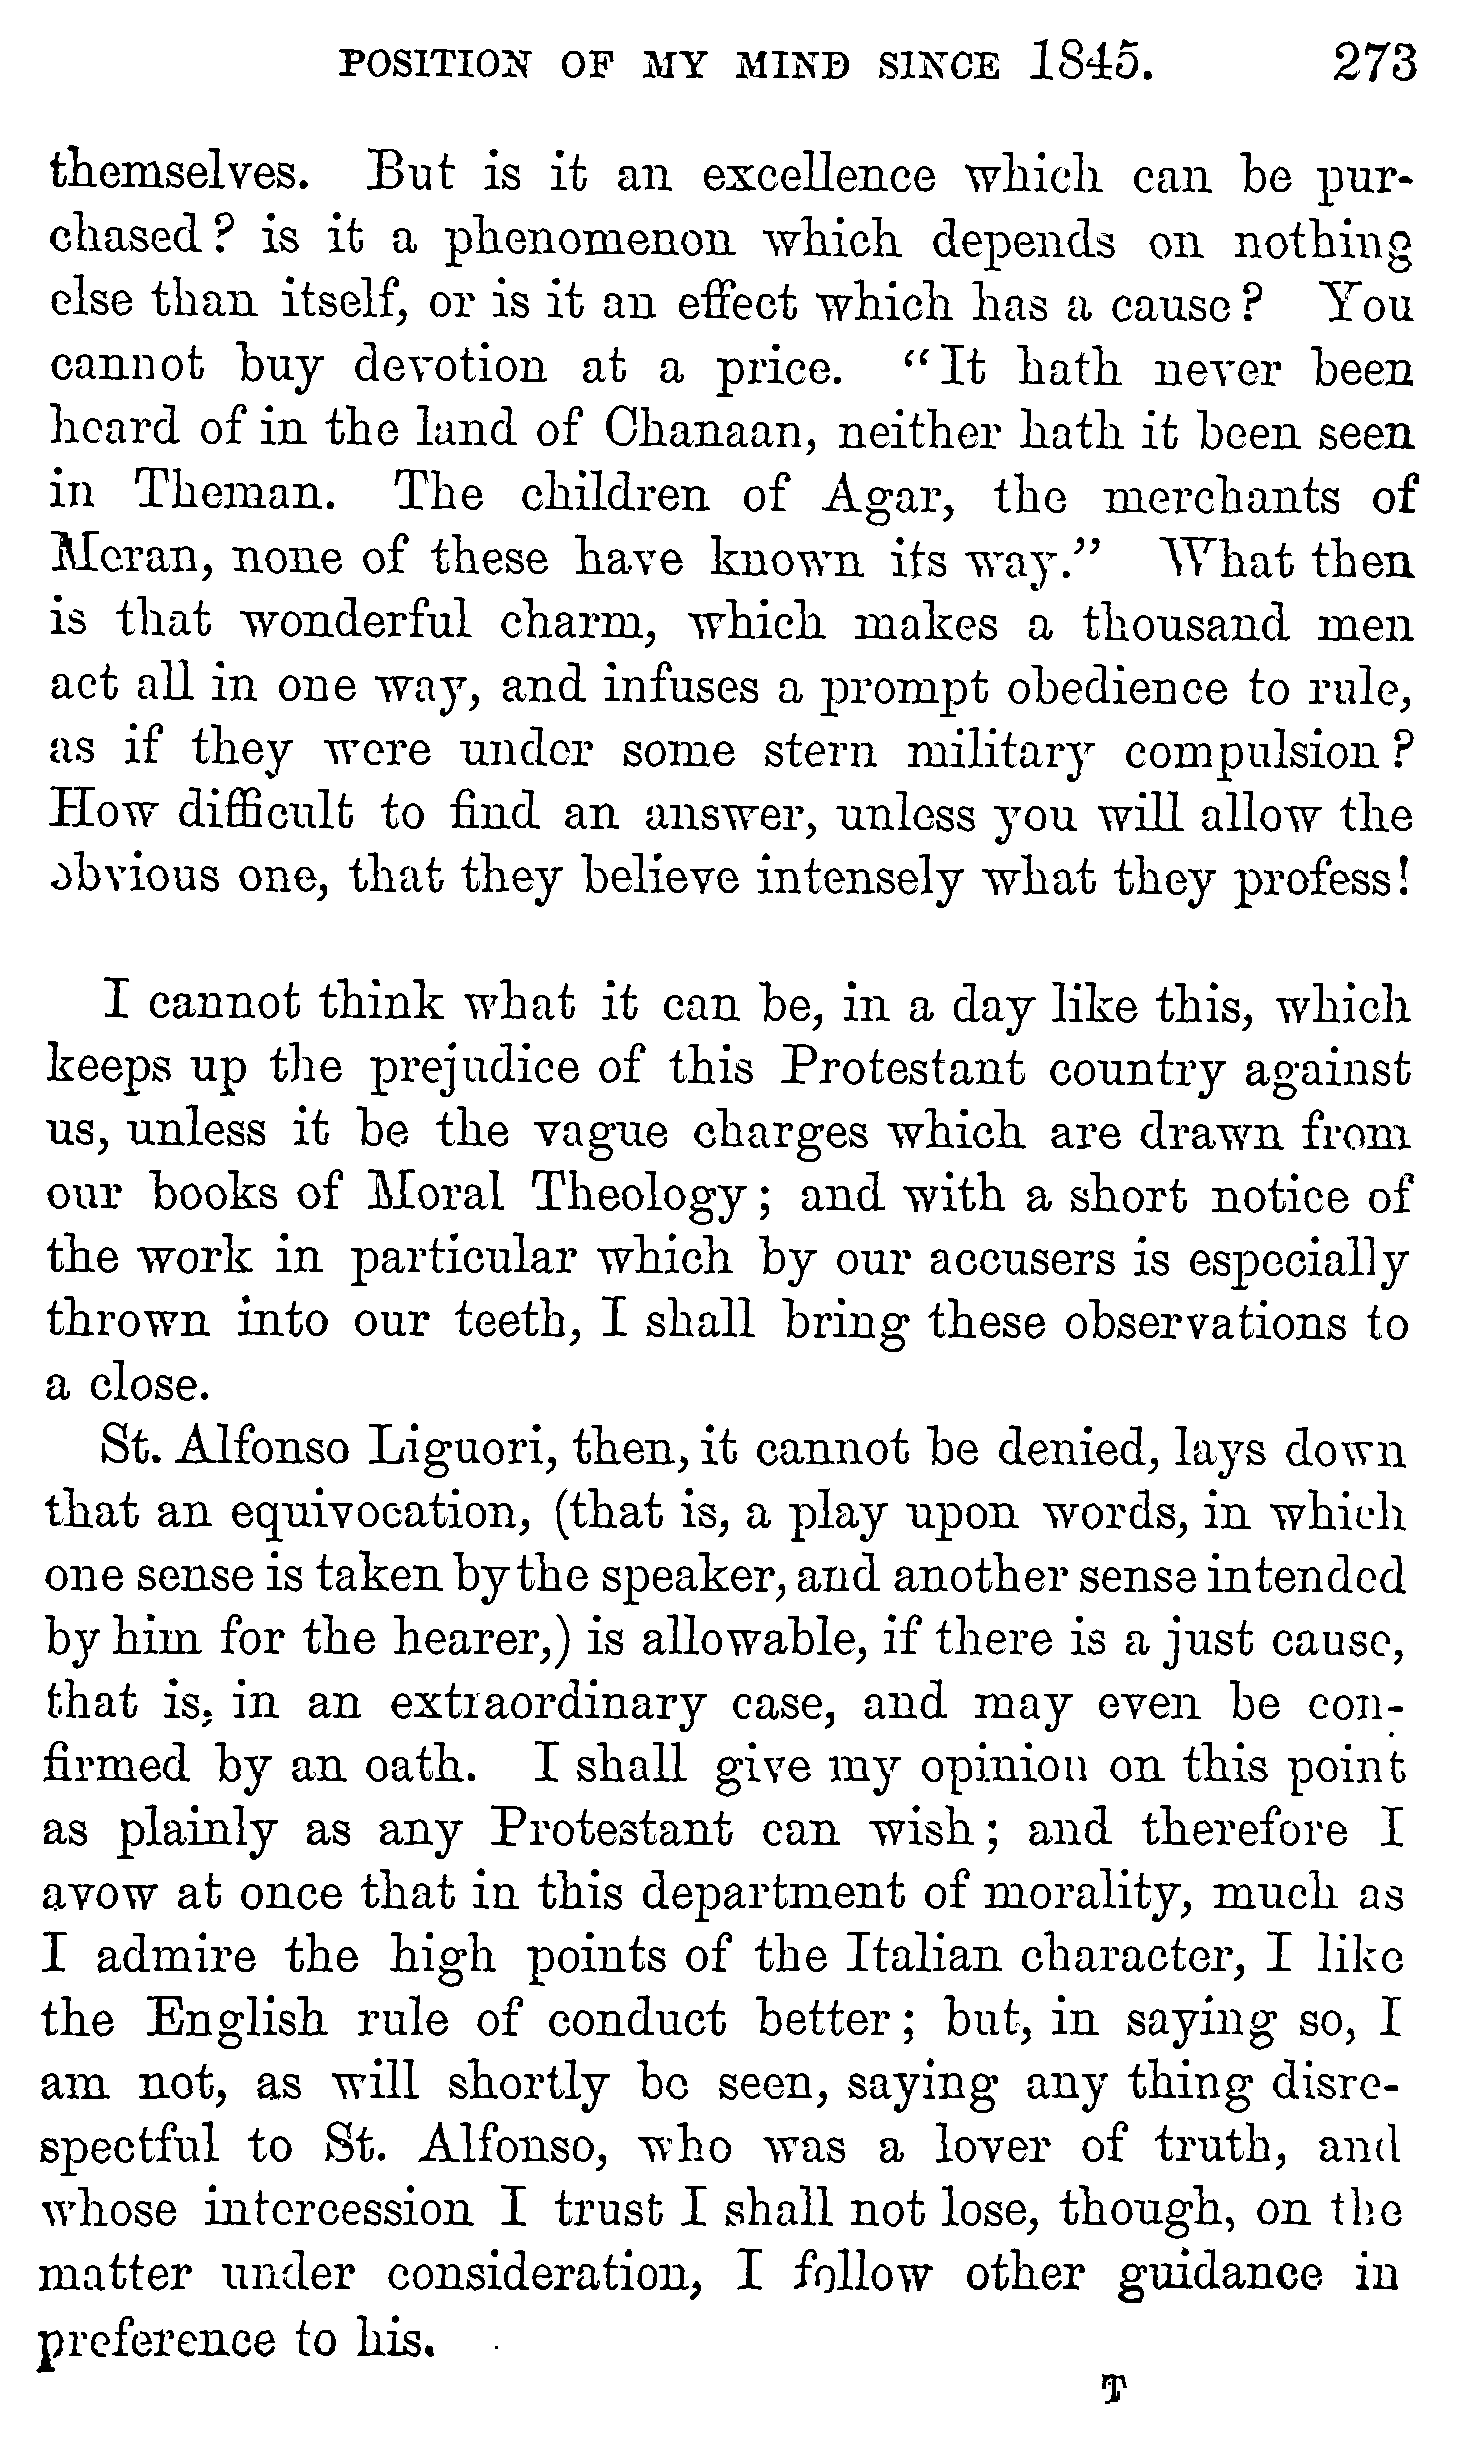 POSITION OF MY MIND SINCE 1845. 273
themselves. But is it an excellence which can be pur-
chased? is it a phenomenon which depends on nothing
else than itself, or is it an effect which has a cause? You
cannot buy devotion at a price. “It hath never been
heard of in the land of Chanaan, neither hath it been seen
in Theman. The children of Agar, the merchants of
Meran, none of these have known its way.” What then
is that wonderful charm, which makes a thousand men
act all in one way, and infuses a prompt obedience to rule,
as if they were under some stern military compulsion?
How difficult to find an answer, unless you will allow the
obvious one, that they believe intensely what they profess!
I cannot think what it can be, in a day like this, which
keeps up the prejudice of this Protestant country against
us, unless it be the vague charges which are drawn from
our books of Moral Theology; and with a short notice of
the work in particular which by our accusers is especially
thrown into our teeth, I shall bring these observations to
a close.
St. Alfonso Liguori, then, it cannot be denied, lays down
that an equivocation, (that is, a play upon words, in which
one sense is taken by the speaker, and another sense intended
by him for the hearer,) is allowable, if there is a just cause,
that is, in an extraordinary case, and may even be con-
firmed by an oath. I shall give my opinion on this point
as plainly as any Protestant can wish; and therefore I
avow at once that in this department of morality, much as
I admire the high points of the Italian character, I like
the English rule of conduct better; but, in saying so, I
am not, as will shortly be seen, saying any thing disre-
spectful to St. Alfonso, who was a lover of truth, and
whose intercession I trust I shall not lose, though, on the
matter under consideration, I follow other guidance in
preference to his.
T